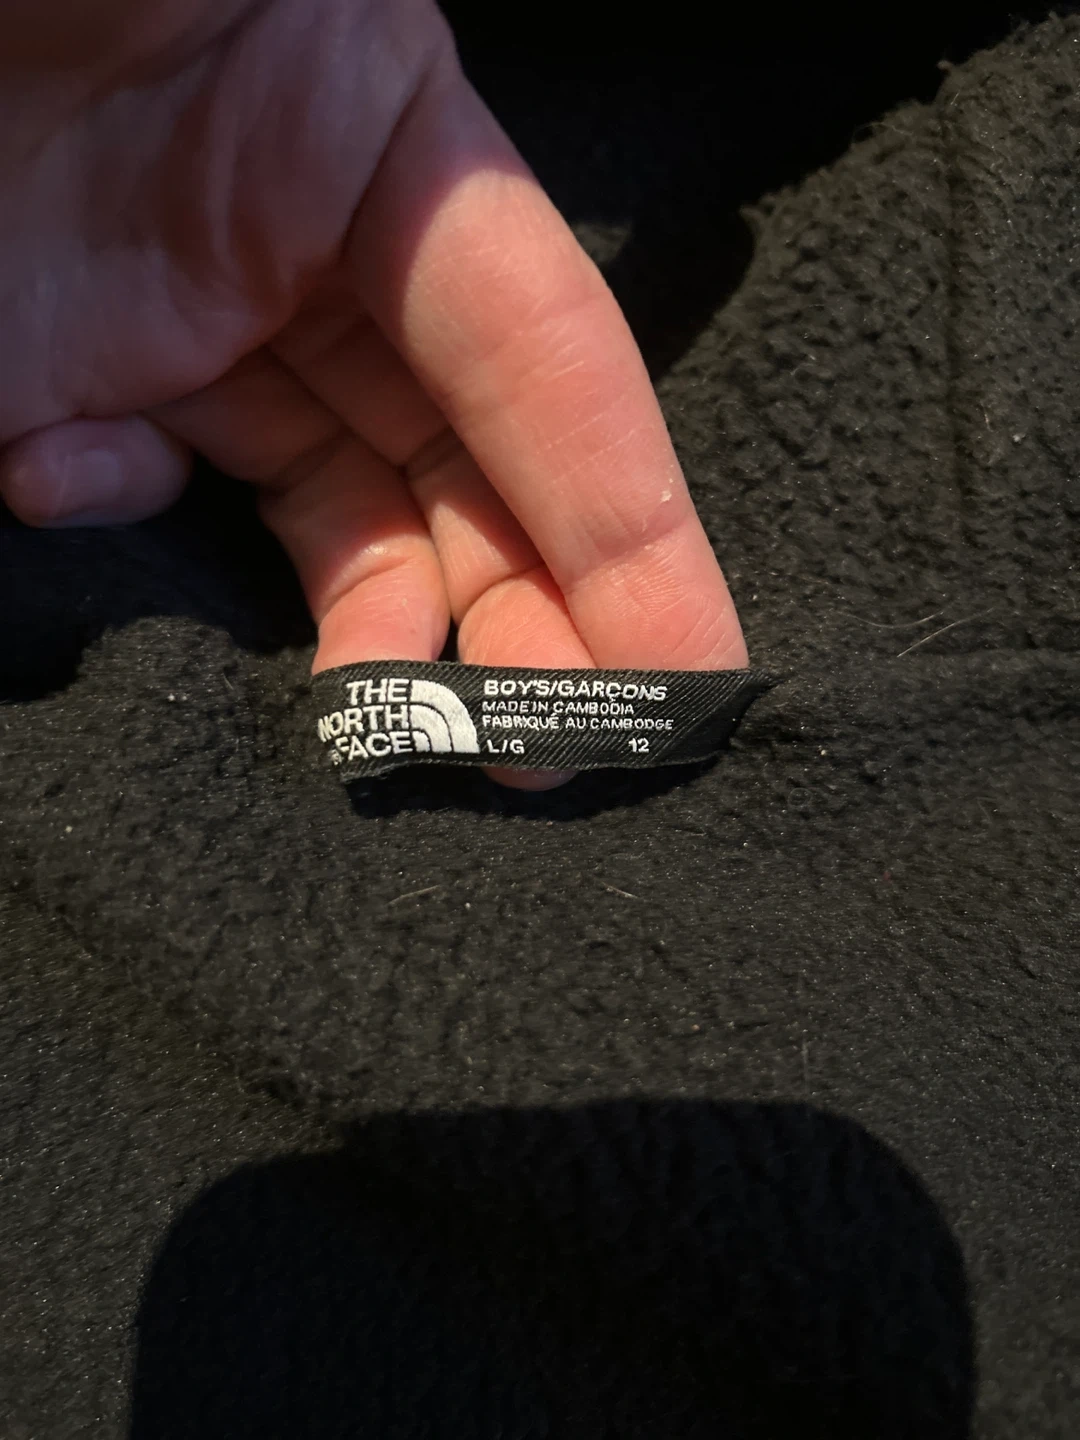 THE
NORTH
FACE
BOY'S/GARÇONS
MADE IN CAMBODIA
FABRIQUÉ AU CAMBODGE
L/G 12